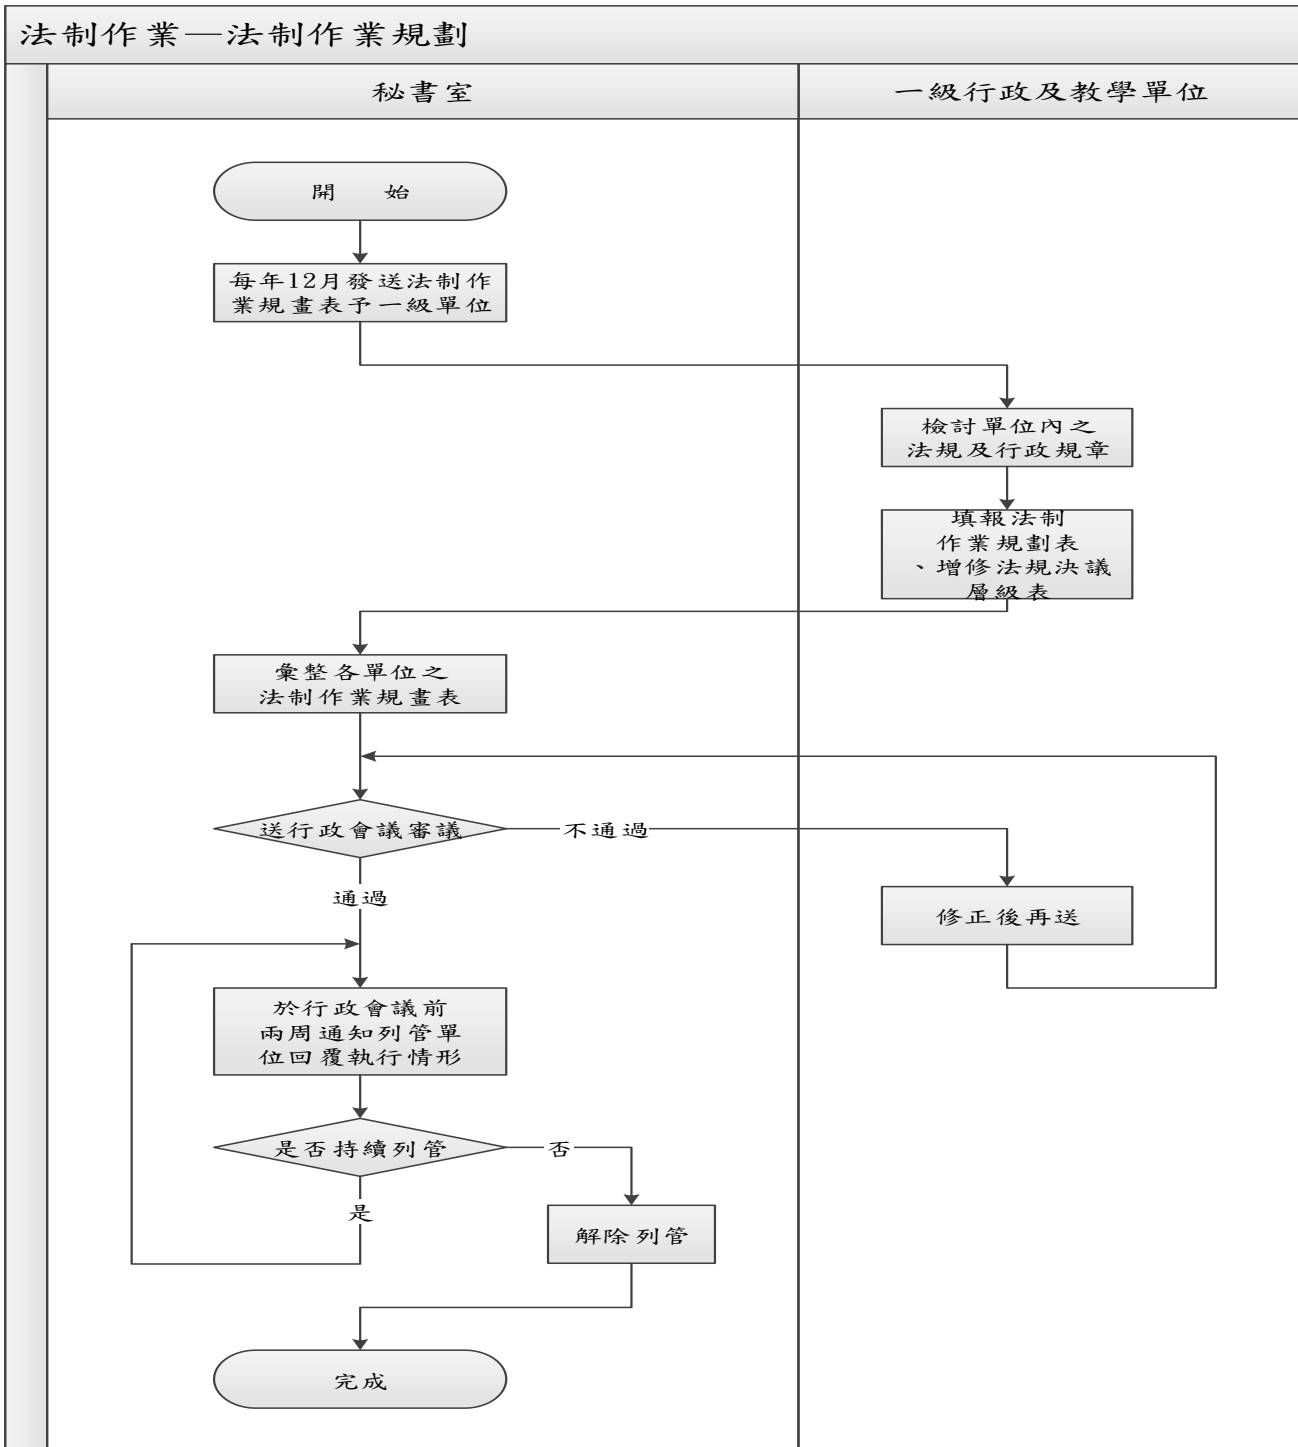 法制作業—法制作業規劃
秘書室
一級行政及教學單位
開 始
每年12月發送法制作
業規畫表予一級單位
檢討單位內之
法規及行政規章
填報法制
作業規劃表
、增修法規決議
層級表
彙整各單位之
法制作業規畫表
送行政會議審議
不通過
通過
修正後再送
於行政會議前
兩周通知列管單
位回覆執行情形
是否持續列管
否
是
解除列管
完成